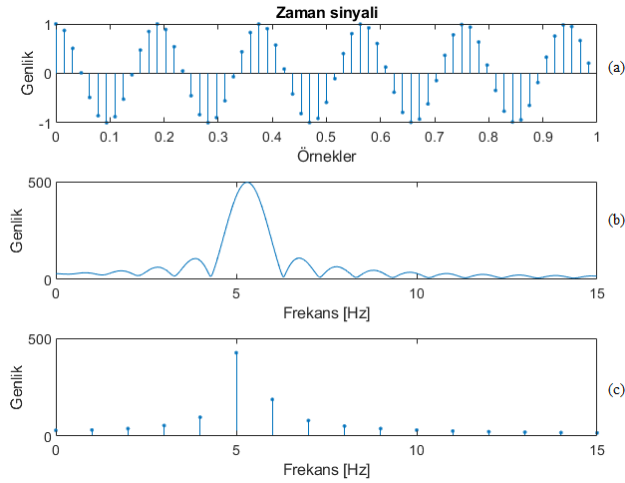 Zaman sinyali
1
0
-1
Genlik
0 0.1 0.2 0.3 0.4 0.5 0.6 0.7 0.8 0.9 1
Örnekler
(a)
500
0
Genlik
0 5 10 15
Frekans [Hz]
(b)
500
0
Genlik
0 5 10 15
Frekans [Hz]
(c)